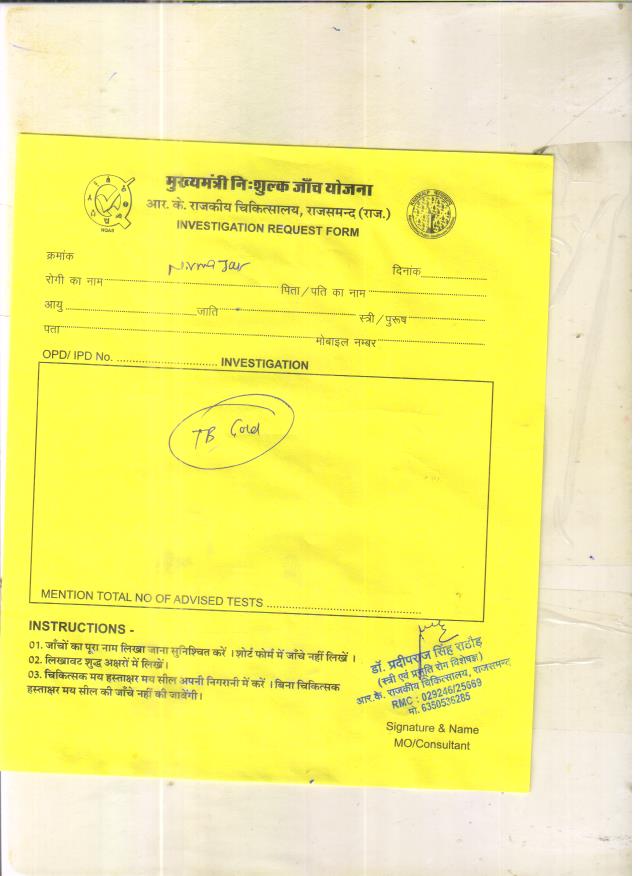 मुख्यमंत्री निःशुल्क जाँच योजना
आर. के. राजकीय चिकित्सालय, राजसमन्द (राज.)
INVESTIGATION REQUEST FORM
NQAS
क्रमांक
दिनांक
रोगी का नाम
पिता/पति का नाम
आयु जाति स्त्री/पुरूष
पता मोबाइल नम्बर
OPD/ IPD No. INVESTIGATION
TB Gold
MENTION TOTAL NO OF ADVISED TESTS
INSTRUCTIONS -
01. जाँचों का पूरा नाम लिखा जाना सुनिश्चित करें । शोर्ट फोर्म में जाँचे नहीं लिखें ।
02. लिखावट शुद्ध अक्षरों में लिखें।
03. चिकित्सक मय हस्ताक्षर मय सील अपनी निगरानी में करें । बिना चिकित्सक
हस्ताक्षर मय सील की जाँचे नहीं की जावेंगी।
डॉ. प्रदीपराज सिंह राठौड़
(स्त्री एवं प्रसूति रोग विशेषज्ञ)
आर.के. राजकीय चिकित्सालय, राजसमन्द
RMC : 029246/25669
मो. 6350536285
Signature & Name
MO/Consultant